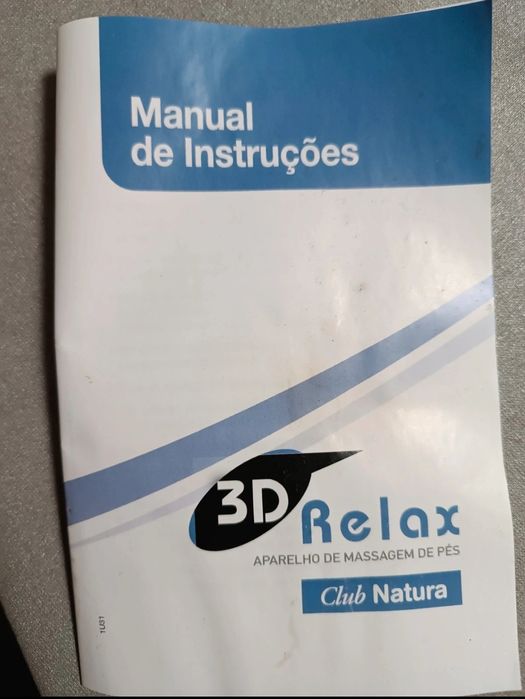 Manual
de Instruções
3D Relax
APARELHO DE MASSAGEM DE PÉS
Club Natura